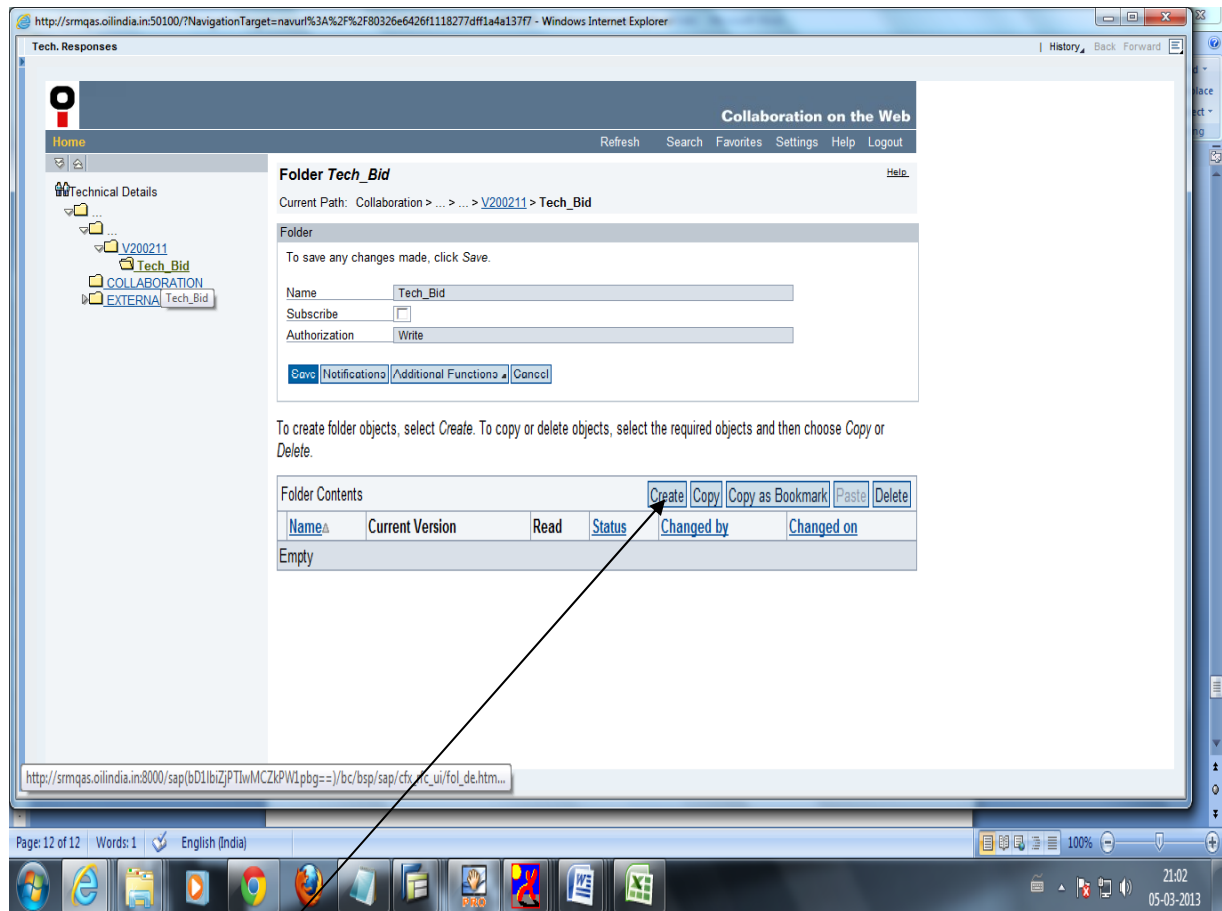 http://srmqas.oilindia.in:50100/?NavigationTarget=navurl%3A%2F%2F80326e6426f1118277dff1a4a137f7 - Windows Internet Explorer
Tech. Responses
| History Back Forward
Collaboration on the Web
Home Refresh Search Favorites Settings Help Logout
Technical Details
...
...
V200211
Tech_Bid
COLLABORATION
EXTERNA
Tech_Bid
Folder Tech_Bid Help
Current Path: Collaboration > ... > ... > V200211 > Tech_Bid
Folder
To save any changes made, click Save.
Name Tech_Bid
Subscribe
Authorization Write
Save Notifications Additional Functions Cancel
To create folder objects, select Create. To copy or delete objects, select the required objects and then choose Copy or
Delete.
Folder Contents Create Copy Copy as Bookmark Paste Delete
Name Current Version Read Status Changed by Changed on
Empty
Page: 12 of 12 Words: 1 English (India) 100%
PRO
21:02
05-03-2013